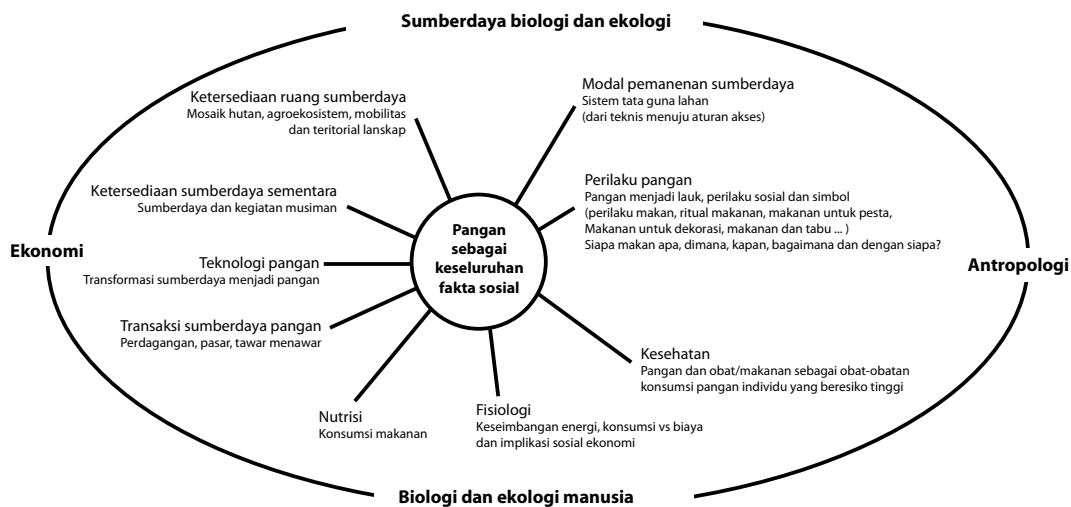 Sumberdaya biologi dan ekologi
Ketersediaan ruang sumberdaya
Mosaik hutan, agroekosistem, mobilitas
dan teritorial lanskap
Modal pemanenan sumberdaya
Sistem tata guna lahan
(dari teknis menuju aturan akses)
Ketersediaan sumberdaya sementara
Sumberdaya dan kegiatan musiman
Perilaku pangan
Pangan menjadi lauk, perilaku sosial dan simbol
(perilaku makan, ritual makanan, makanan untuk pesta,
Makanan untuk dekorasi, makanan dan tabu ... )
Siapa makan apa, dimana, kapan, bagaimana dan dengan siapa?
Ekonomi
Pangan
sebagai
keseluruhan
fakta sosial
Antropologi
Teknologi pangan
Transformasi sumberdaya menjadi pangan
Transaksi sumberdaya pangan
Perdagangan, pasar, tawar menawar
Kesehatan
Pangan dan obat/makanan sebagai obat-obatan
konsumsi pangan individu yang beresiko tinggi
Nutrisi
Konsumsi makanan
Fisiologi
Keseimbangan energi, konsumsi vs biaya
dan implikasi sosial ekonomi
Biologi dan ekologi manusia